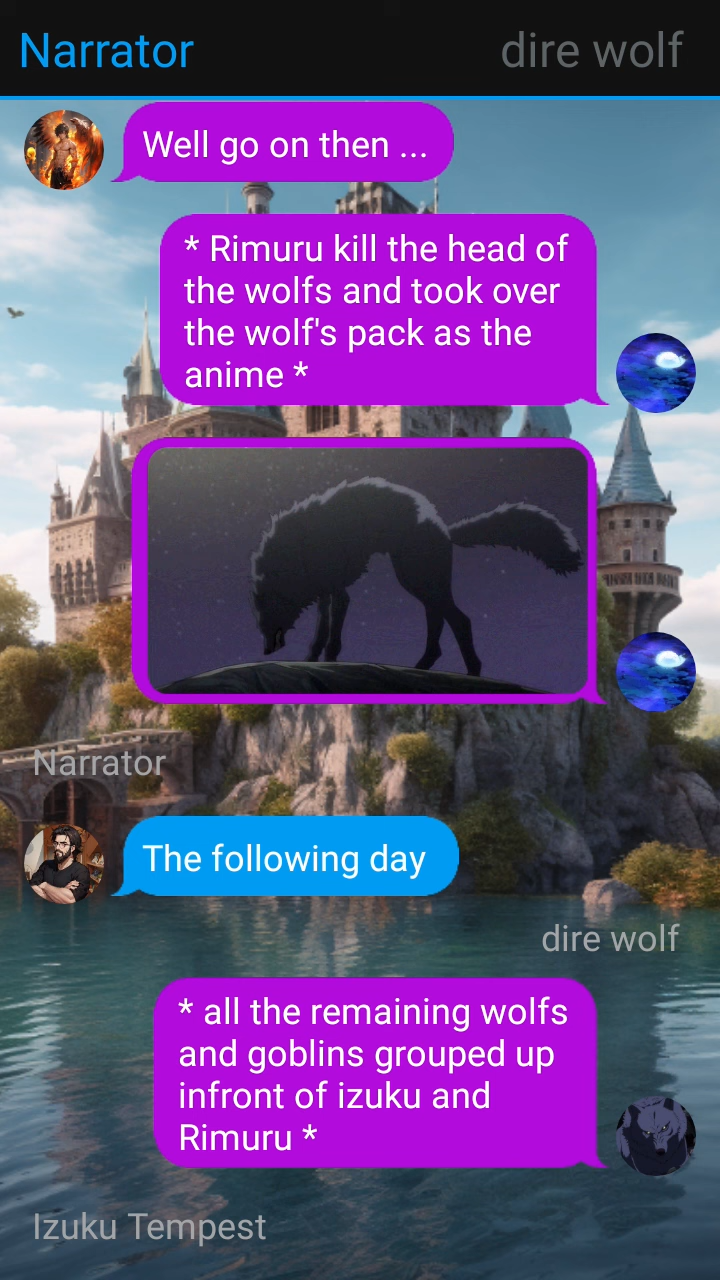 Narrator
dire wolf
Well go on then ...
* Rimuru kill the head of
the wolfs and took over
the wolf's pack as the
anime *
Narrator
The following day
dire wolf
* all the remaining wolfs
and goblins grouped up
infront of izuku and
Rimuru *
Izuku Tempest